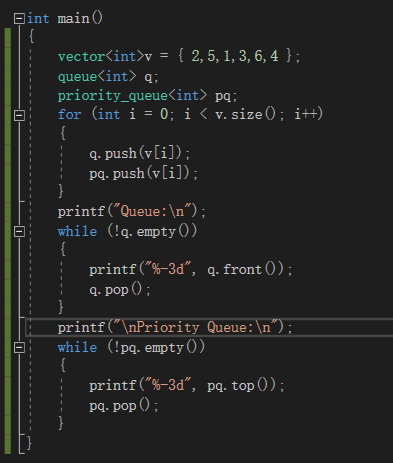 int main()
{
vector<int>v = { 2,5,1,3,6,4 };
queue<int> q;
priority_queue<int> pq;
for (int i = 0; i < v.size(); i++)
{
q.push(v[i]);
pq.push(v[i]);
}
printf("Queue:\n");
while (!q.empty())
{
printf("%-3d", q.front());
q.pop();
}
printf("\nPriority Queue:\n");
while (!pq.empty())
{
printf("%-3d", pq.top());
pq.pop();
}
}